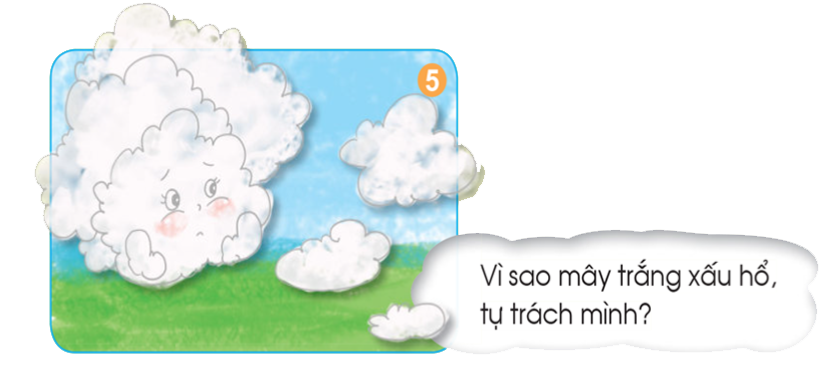 5
Vì sao mây trắng xấu hổ,
tự trách mình?